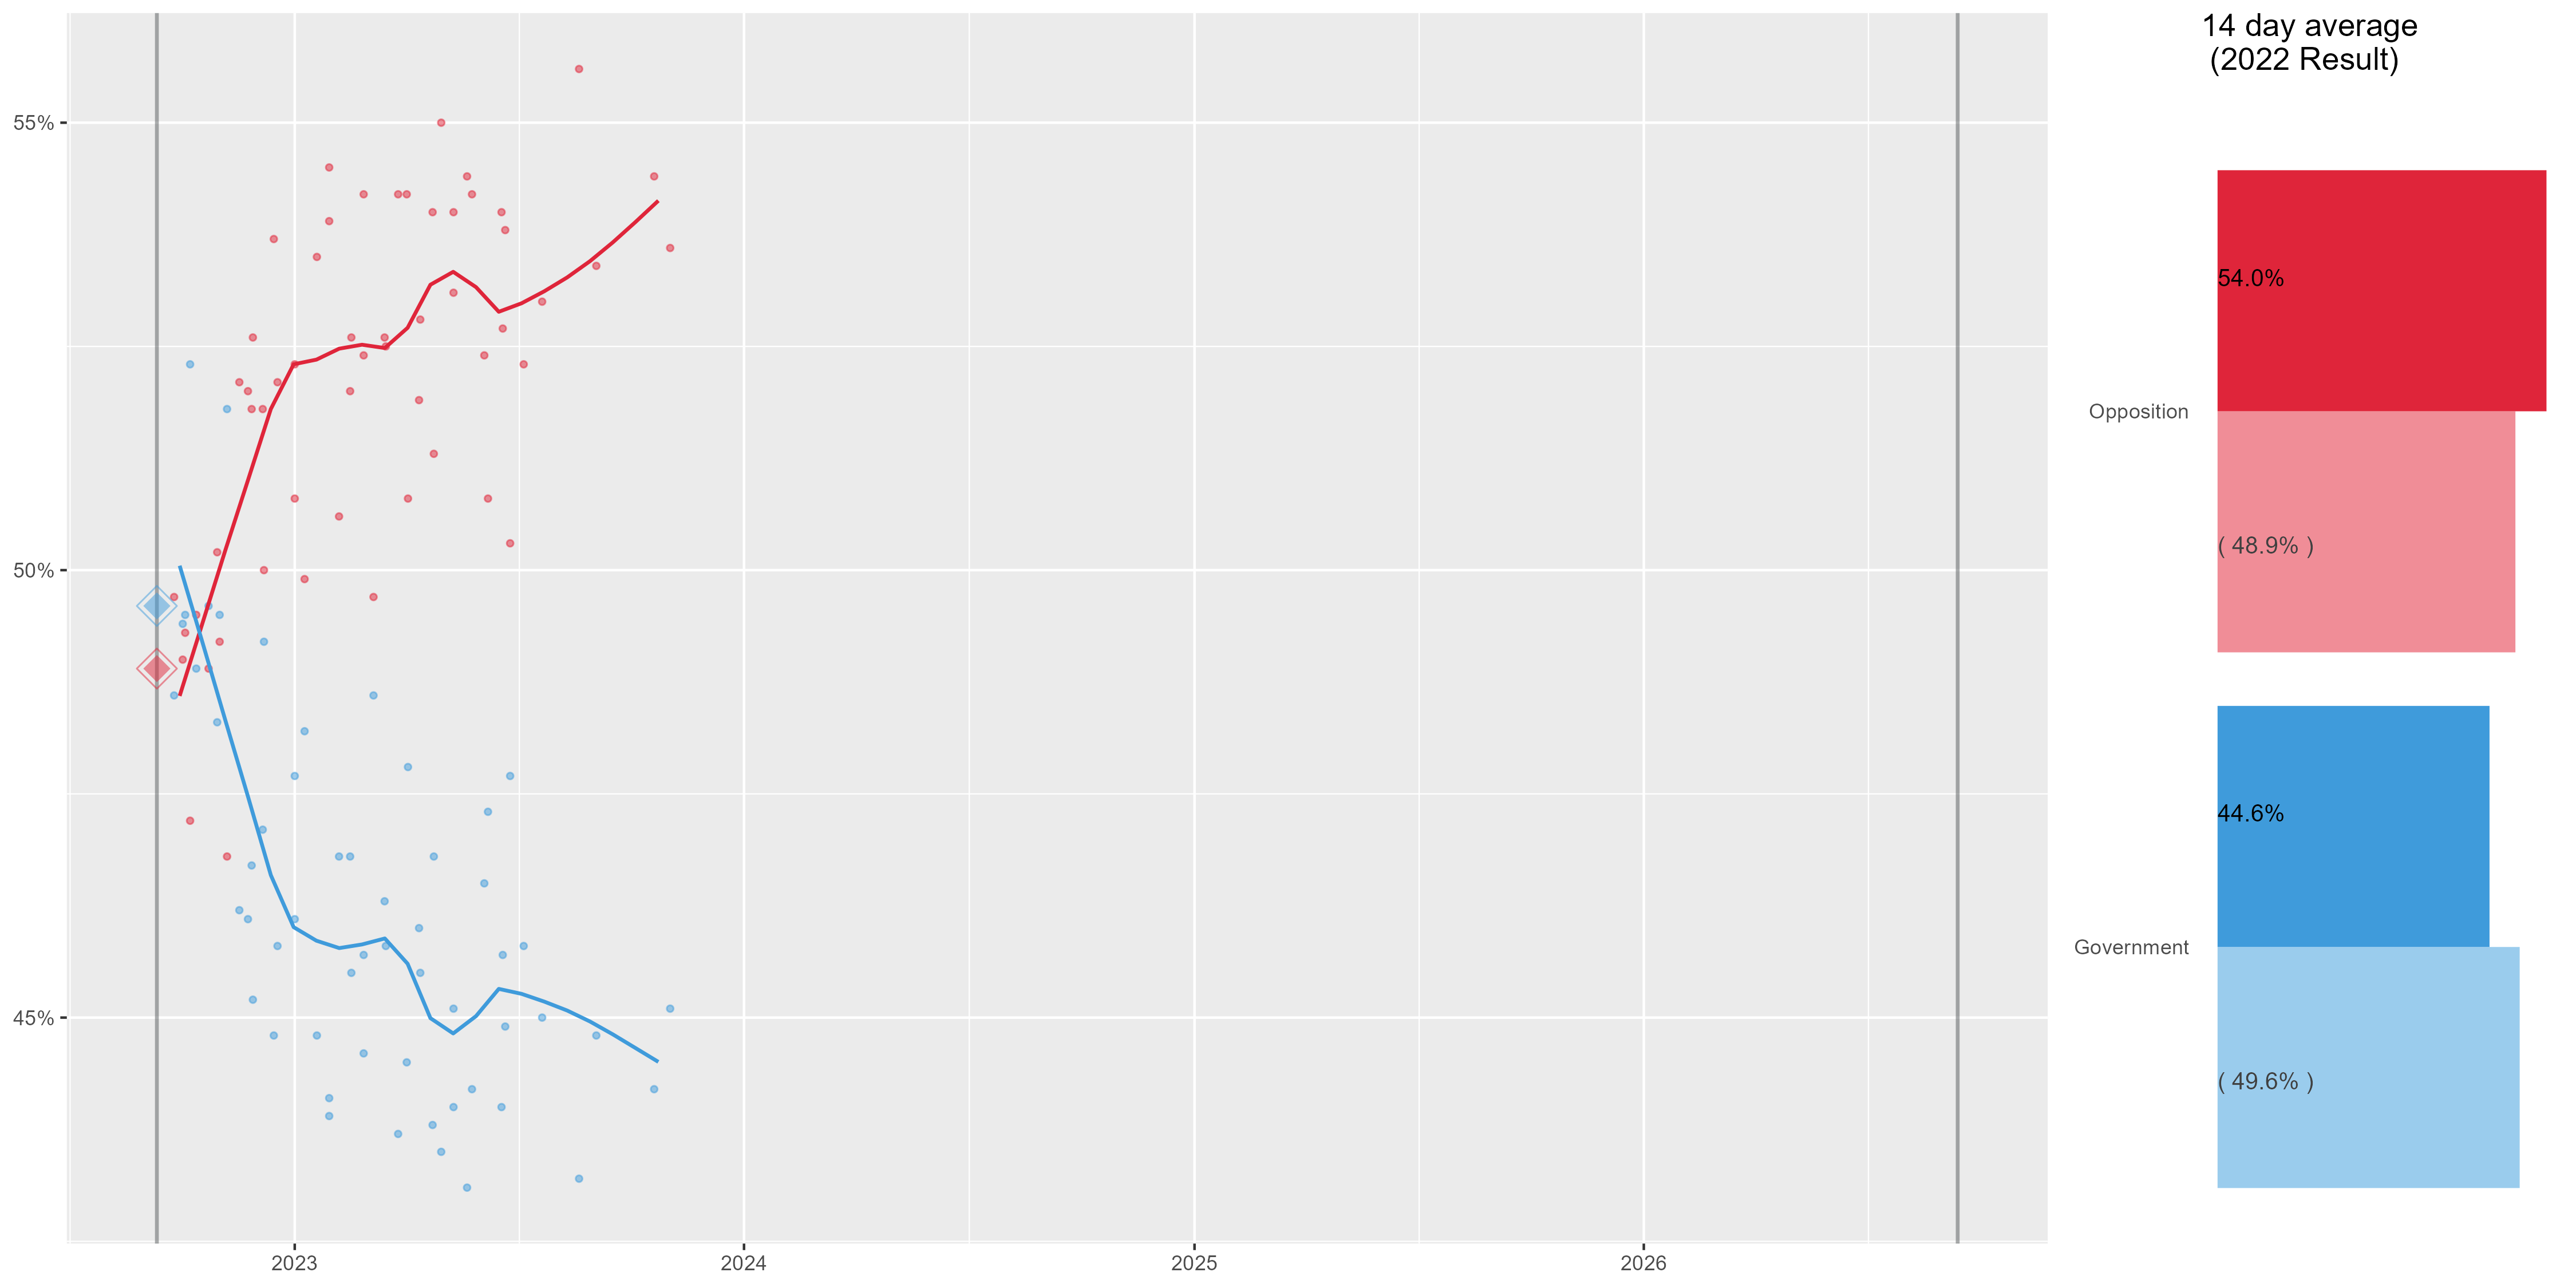 14 day average
(2022 Result)
55%
50%
45%
2023
2024
2025
2026
Opposition
54.0%
( 48.9% )
Government
44.6%
( 49.6% )